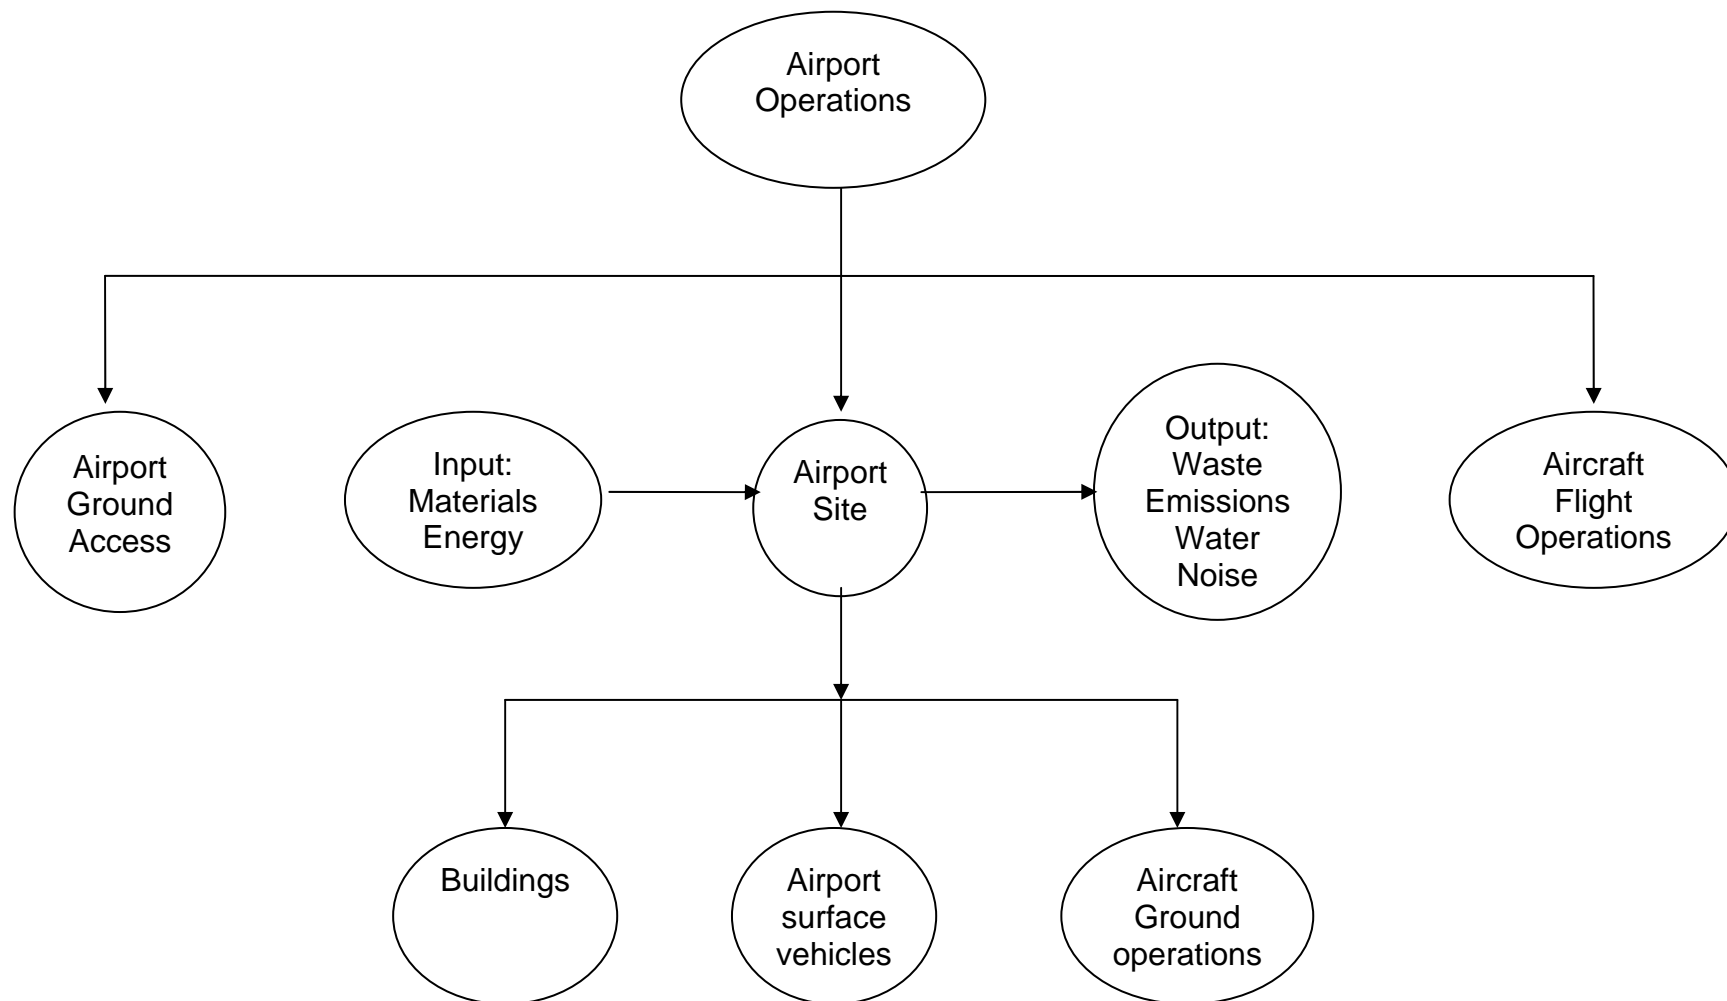 Airport
Operations
Airport
Ground
Access
Input:
Materials
Energy
Airport
Site
Output:
Waste
Emissions
Water
Noise
Aircraft
Flight
Operations
Buildings
Airport
surface
vehicles
Aircraft
Ground
operations